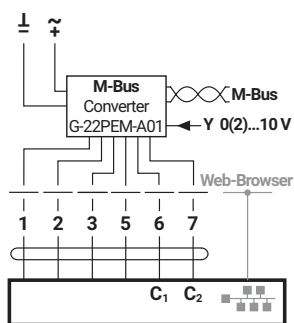 ⊥ ~
– +
M-Bus
Converter
G-22PEM-A01
M-Bus
Y 0(2)...10 V
Web-Browser
1 2 3 5 6 7
C₁ C₂